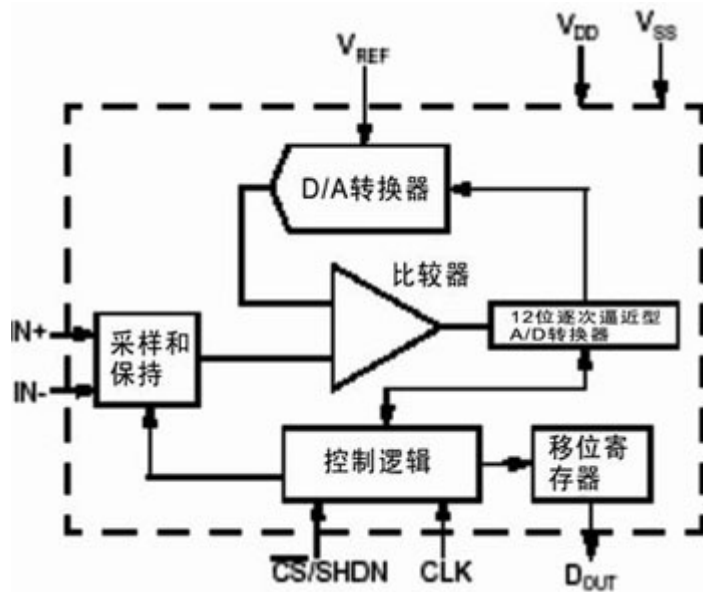 V_REF
V_DD
V_SS
D/A转换器
比较器
12位逐次逼近型
A/D转换器
IN+
IN-
采样和
保持
控制逻辑
移位寄
存器
C̅S̅/SHDN
CLK
D_OUT